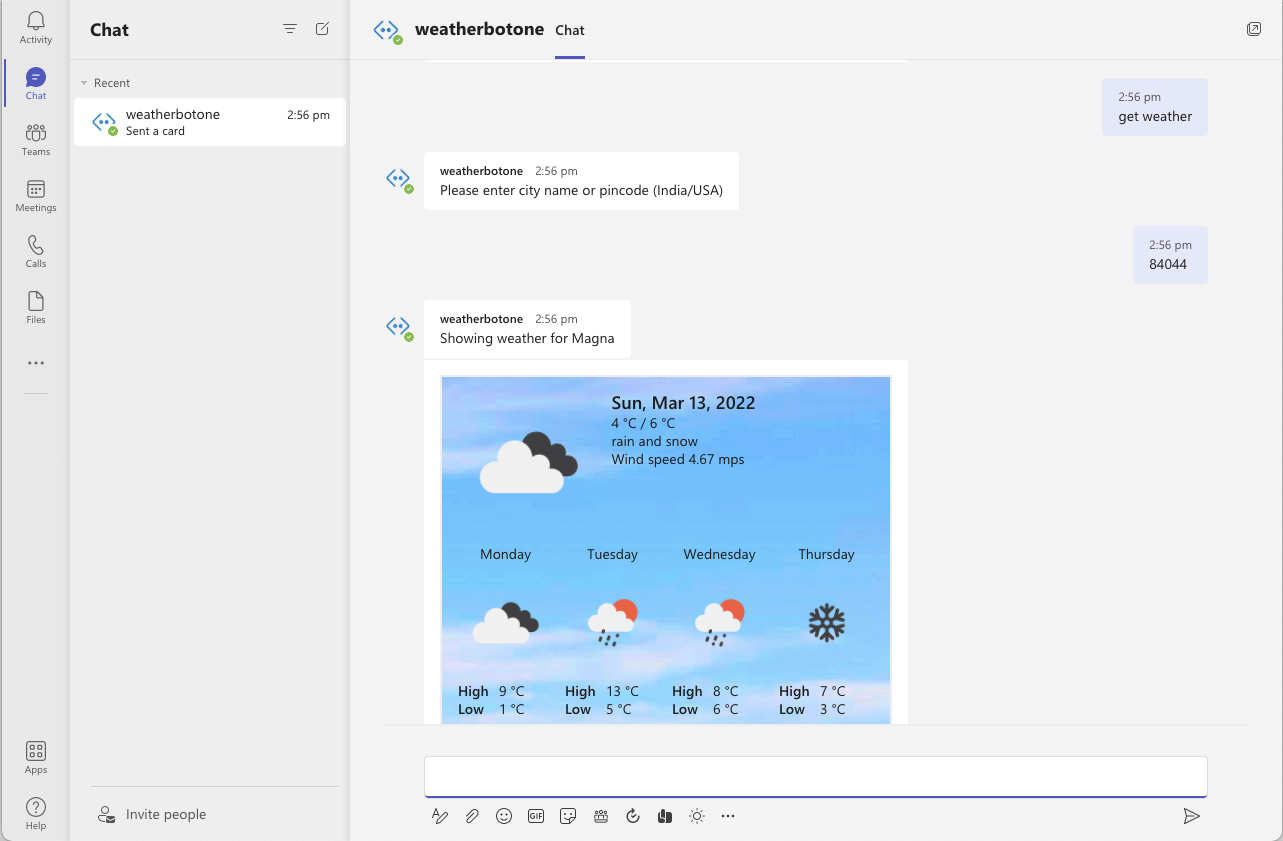 Activity
Chat
Teams
Meetings
Calls
Files
Apps
Help
Chat
Recent
weatherbotone 2:56 pm
Sent a card
Invite people
weatherbotone Chat
2:56 pm
get weather
weatherbotone 2:56 pm
Please enter city name or pincode (India/USA)
2:56 pm
84044
weatherbotone 2:56 pm
Showing weather for Magna
Sun, Mar 13, 2022
4 °C / 6 °C
rain and snow
Wind speed 4.67 mps
Monday Tuesday Wednesday Thursday
High 9 °C High 13 °C High 8 °C High 7 °C
Low 1 °C Low 5 °C Low 6 °C Low 3 °C
GIF